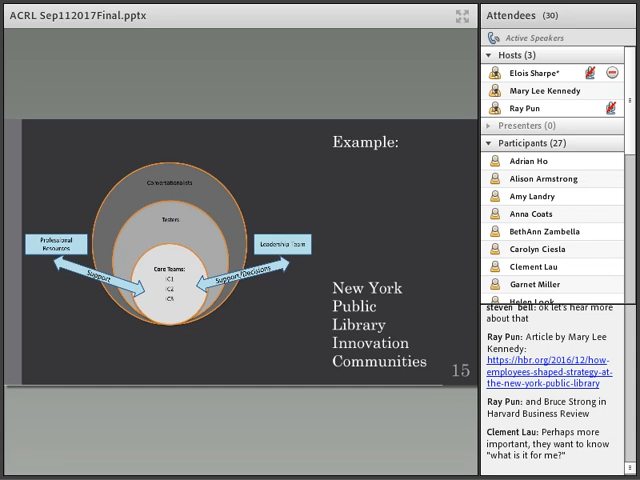 ACRL Sep112017Final.pptx
Example:
Conversationalists
Testers
Professional
Resources
Leadership Team
Core Teams:
IC1
IC2
IC3
Support
Support/Decisions
New York
Public
Library
Innovation
Communities
15
Attendees (30)
Active Speakers
Hosts (3)
Elois Sharpe*
Mary Lee Kennedy
Ray Pun
Presenters (0)
Participants (27)
Adrian Ho
Alison Armstrong
Amy Landry
Anna Coats
BethAnn Zambella
Carolyn Ciesla
Clement Lau
Garnet Miller
Helen Look
steven bell: ok let's hear more
about that
Ray Pun: Article by Mary Lee
Kennedy:
https://hbr.org/2016/12/how-
employees-shaped-strategy-at-
the-new-york-public-library
Ray Pun: and Bruce Strong in
Harvard Business Review
Clement Lau: Perhaps more
important, they want to know
"what is it for me?"